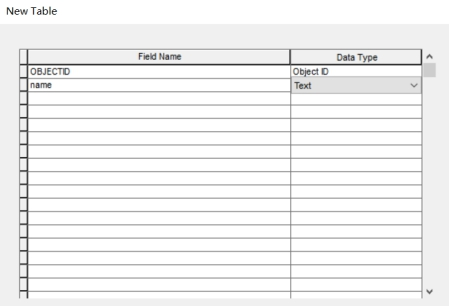 New Table
Field Name Data Type
OBJECTID Object ID
name Text